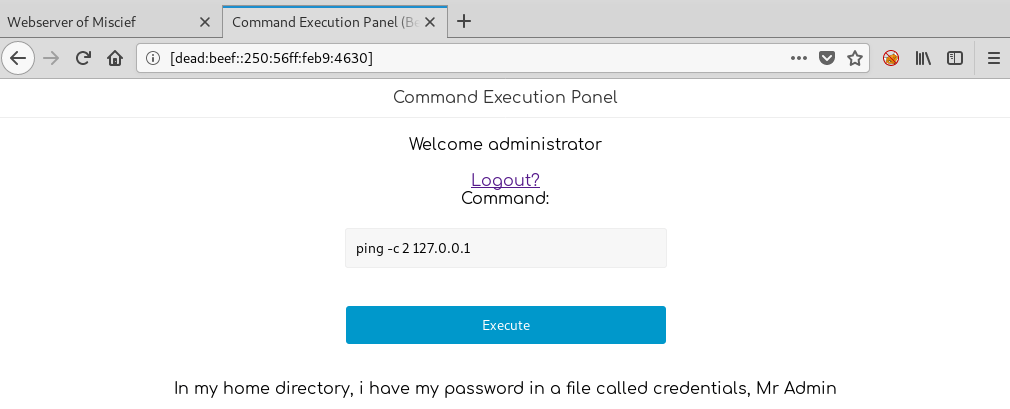 Webserver of Miscief
Command Execution Panel (Be
[dead:beef::250:56ff:feb9:4630]
Command Execution Panel
Welcome administrator
Logout?
Command:
ping -c 2 127.0.0.1
Execute
In my home directory, i have my password in a file called credentials, Mr Admin